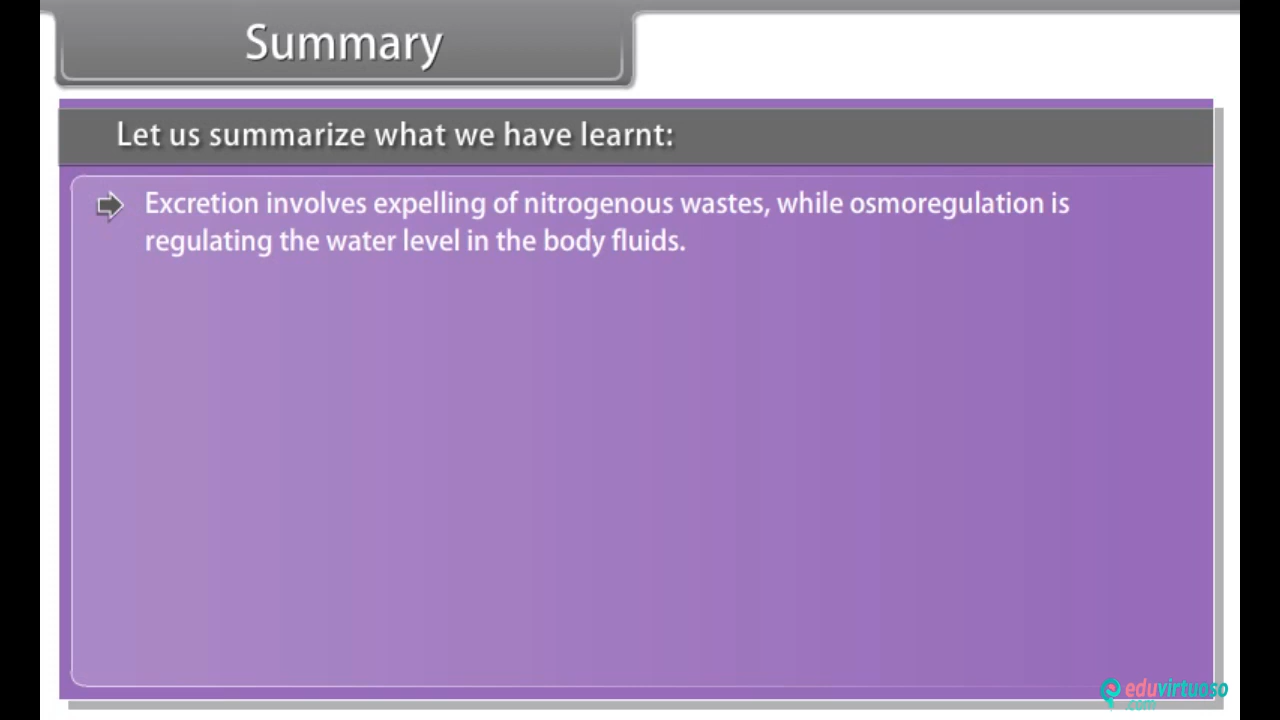 Summary
Let us summarize what we have learnt:
Excretion involves expelling of nitrogenous wastes, while osmoregulation is
regulating the water level in the body fluids.
eduvirtuoso
.com